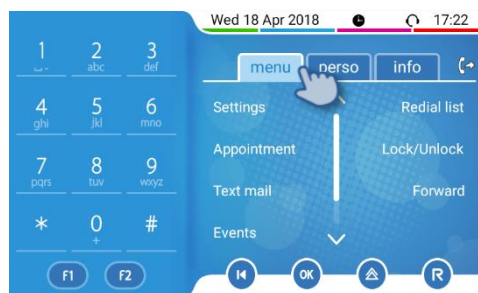 Wed 18 Apr 2018 17:22
1 2 3
abc def
menu perso info
4 5 6
ghi jkl mno
Settings Redial list
7 8 9
pqrs tuv wxyz
Appointment Lock/Unlock
Text mail Forward
* 0 #
+
Events
F1 F2 OK R